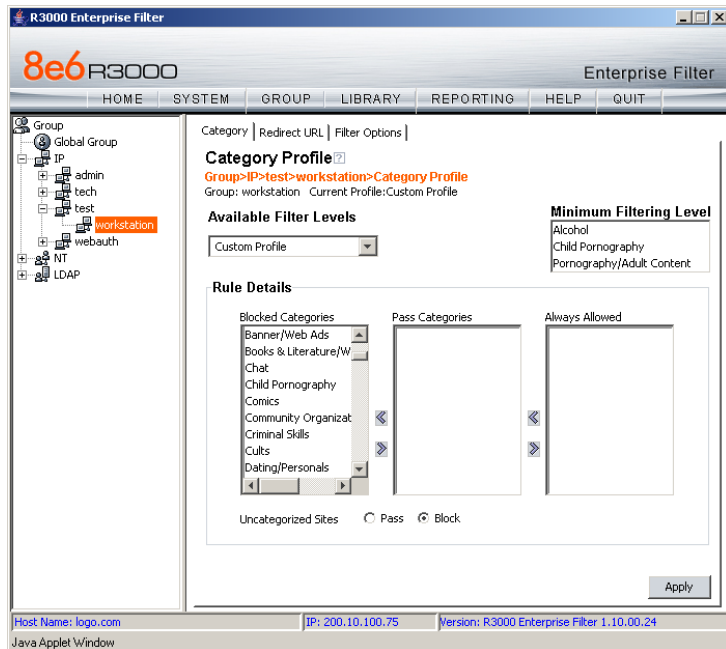 R3000 Enterprise Filter
8e6 R3000
Enterprise Filter
HOME SYSTEM GROUP LIBRARY REPORTING HELP QUIT
Group
Global Group
IP
admin
tech
test
workstation
webauth
NT
LDAP
Category Redirect URL Filter Options
Category Profile ?
Group>IP>test>workstation>Category Profile
Group: workstation Current Profile:Custom Profile
Available Filter Levels
Custom Profile
Minimum Filtering Level
Alcohol
Child Pornography
Pornography/Adult Content
Rule Details
Blocked Categories
Banner/Web Ads
Books & Literature/W
Chat
Child Pornography
Comics
Community Organizat
Criminal Skills
Cults
Dating/Personals
Pass Categories
Always Allowed
Uncategorized Sites Pass Block
Apply
Host Name: logo.com IP: 200.10.100.75 Version: R3000 Enterprise Filter 1.10.00.24
Java Applet Window